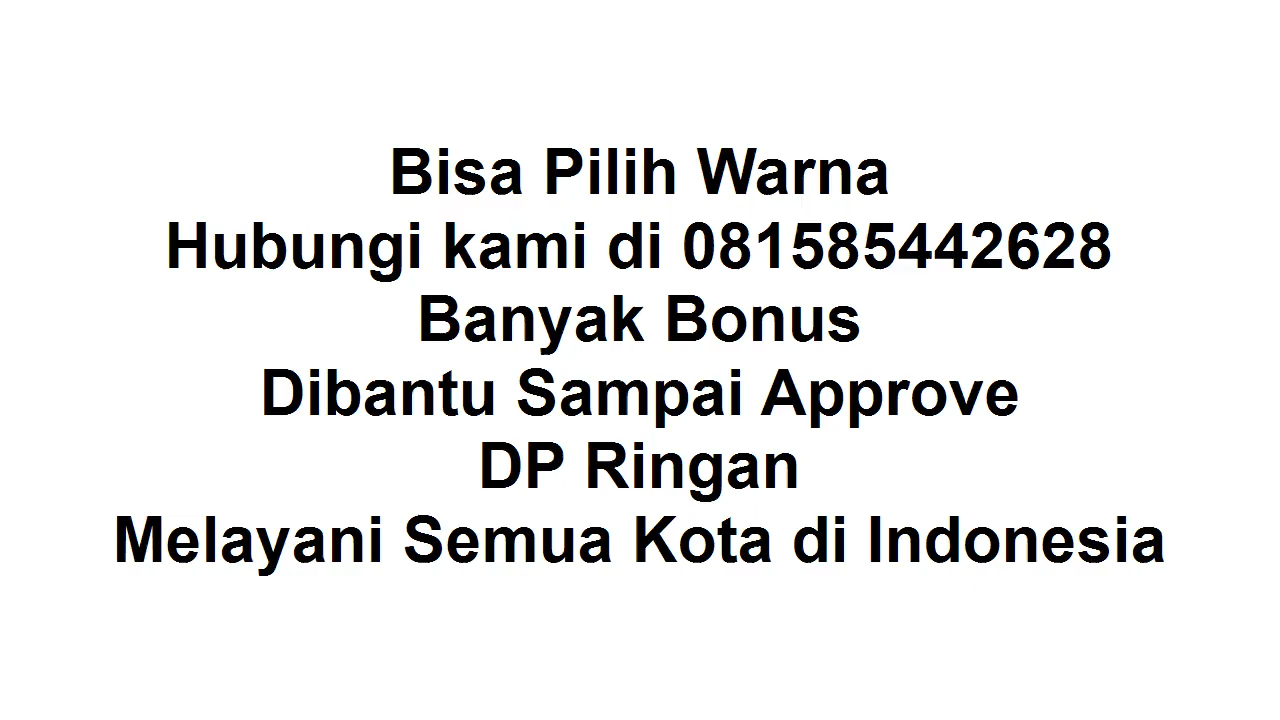 Bisa Pilih Warna
Hubungi kami di 081585442628
Banyak Bonus
Dibantu Sampai Approve
DP Ringan
Melayani Semua Kota di Indonesia